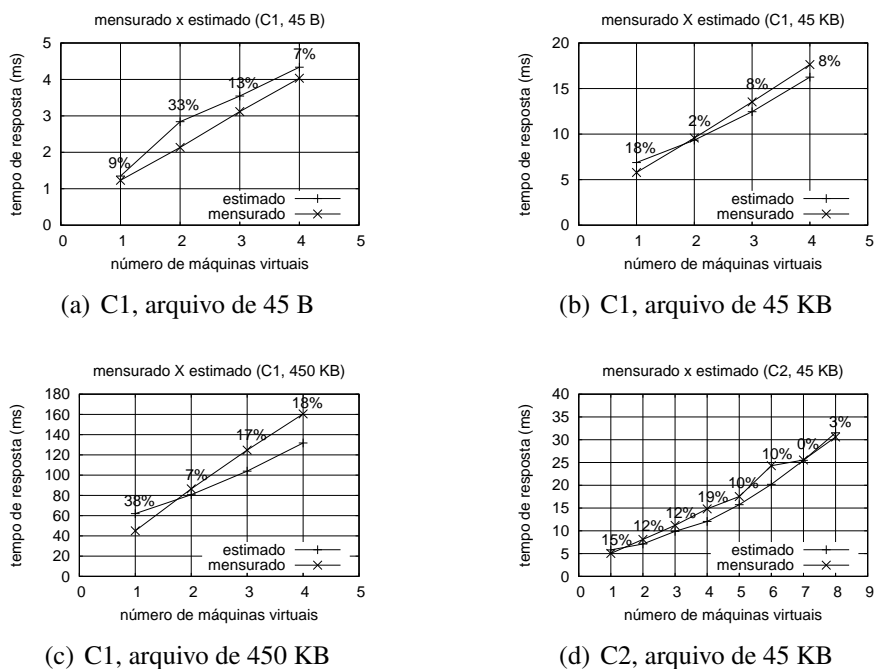 mensurado x estimado (C1, 45 B)
tempo de resposta (ms)
5
4
3
2
1
0
9%
33%
13%
7%
estimado
mensurado
0 1 2 3 4 5
número de máquinas virtuais
(a) C1, arquivo de 45 B
mensurado X estimado (C1, 45 KB)
tempo de resposta (ms)
20
15
10
5
0
18%
2%
8%
8%
estimado
mensurado
0 1 2 3 4 5
número de máquinas virtuais
(b) C1, arquivo de 45 KB
mensurado X estimado (C1, 450 KB)
tempo de resposta (ms)
180
160
140
120
100
80
60
40
20
0
38%
7%
17%
18%
estimado
mensurado
0 1 2 3 4 5
número de máquinas virtuais
(c) C1, arquivo de 450 KB
mensurado x estimado (C2, 45 KB)
tempo de resposta (ms)
40
35
30
25
20
15
10
5
0
15%
12%
12%
19%
10%
10%
0%
3%
estimado
mensurado
0 1 2 3 4 5 6 7 8 9
número de máquinas virtuais
(d) C2, arquivo de 45 KB